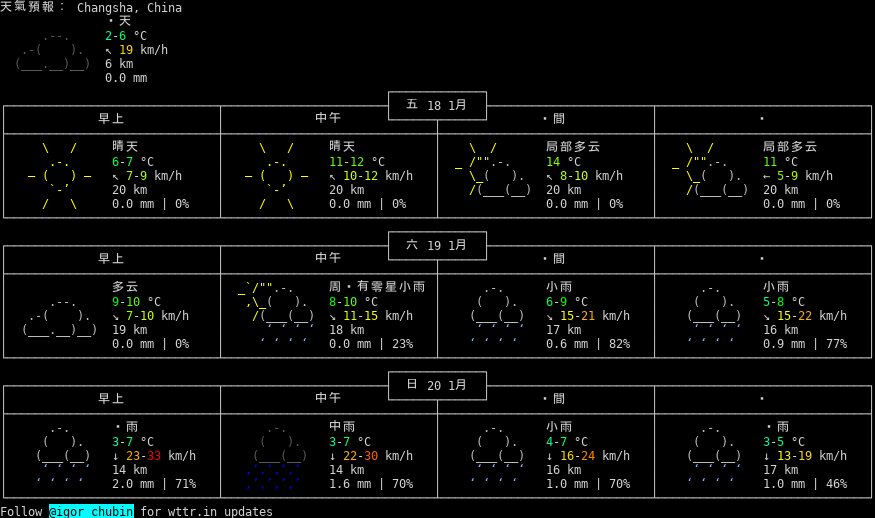 天氣預報： Changsha, China
・天
2-6 °C
↖ 19 km/h
6 km
0.0 mm
五 18 1月
早上 中午 ・間 ・
晴天 晴天 局部多云 局部多云
6-7 °C 11-12 °C 14 °C 11 °C
↖ 7-9 km/h ↖ 10-12 km/h ↖ 8-10 km/h ← 5-9 km/h
20 km 20 km 20 km 20 km
0.0 mm | 0% 0.0 mm | 0% 0.0 mm | 0% 0.0 mm | 0%
六 19 1月
早上 中午 ・間 ・
多云 周・有零星小雨 小雨 小雨
9-10 °C 8-10 °C 6-9 °C 5-8 °C
↘ 7-10 km/h ↘ 11-15 km/h ↘ 15-21 km/h ↘ 15-22 km/h
19 km 18 km 17 km 16 km
0.0 mm | 0% 0.0 mm | 23% 0.6 mm | 82% 0.9 mm | 77%
日 20 1月
早上 中午 ・間 ・
・雨 中雨 小雨 ・雨
3-7 °C 3-7 °C 4-7 °C 3-5 °C
↓ 23-33 km/h ↓ 22-30 km/h ↓ 16-24 km/h ↓ 13-19 km/h
14 km 14 km 16 km 17 km
2.0 mm | 71% 1.6 mm | 70% 1.0 mm | 70% 1.0 mm | 46%
Follow @igor_chubin for wttr.in updates